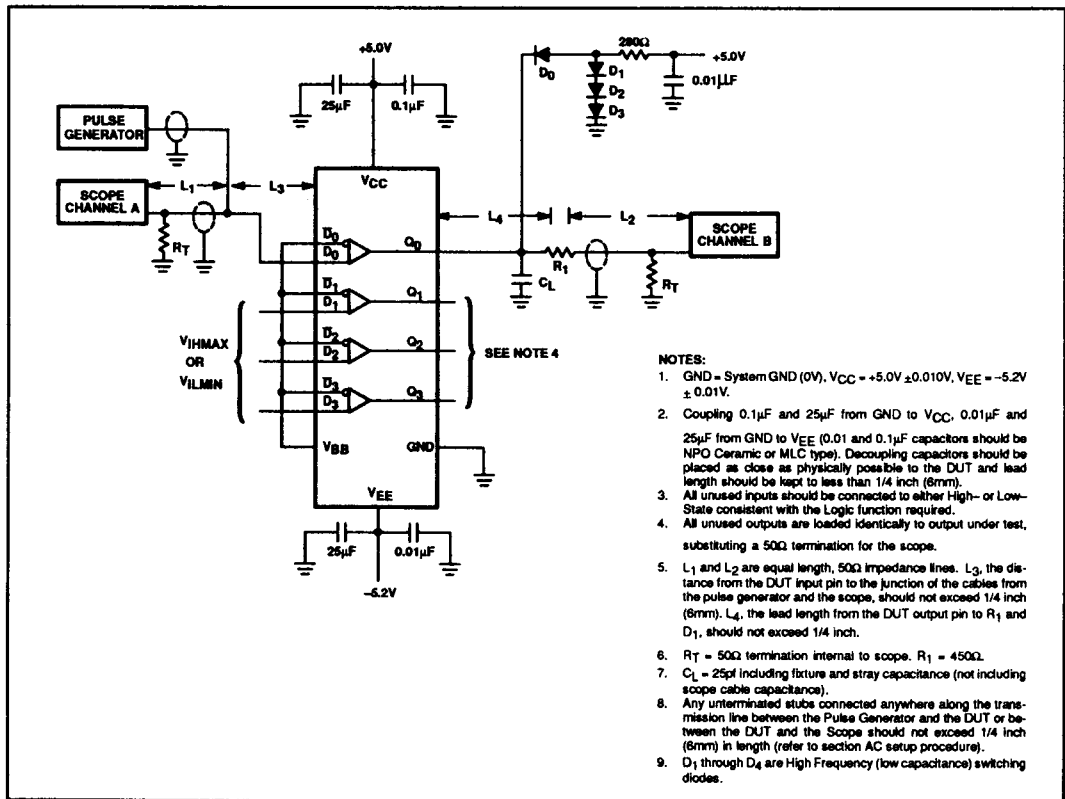 +5.0V
25μF
0.1μF
280Ω
+5.0V
D0
D1
D2
D3
0.01μF
PULSE
GENERATOR
SCOPE
CHANNEL A
L1
L3
RT
VCC
D̅0
D0
Q0
D̅1
D1
Q1
D̅2
D2
Q2
D̅3
D3
Q3
VBB
GND
VEE
VIHMAX
OR
VILMIN
SEE NOTE 4
L4
L2
R1
CL
RT
SCOPE
CHANNEL B
25μF
0.01μF
–5.2V
NOTES:
1. GND = System GND (0V), VCC = +5.0V ±0.010V, VEE = –5.2V
± 0.01V.
2. Coupling 0.1μF and 25μF from GND to VCC, 0.01μF and
25μF from GND to VEE (0.01 and 0.1μF capacitors should be
NPO Ceramic or MLC type). Decoupling capacitors should be
placed as close as physically possible to the DUT and lead
length should be kept to less than 1/4 inch (6mm).
3. All unused inputs should be connected to either High– or Low–
State consistent with the Logic function required.
4. All unused outputs are loaded identically to output under test,
substituting a 50Ω termination for the scope.
5. L1 and L2 are equal length, 50Ω impedance lines. L3, the dis-
tance from the DUT input pin to the junction of the cables from
the pulse generator and the scope, should not exceed 1/4 inch
(6mm). L4, the lead length from the DUT output pin to R1 and
D1, should not exceed 1/4 inch.
6. RT = 50Ω termination internal to scope. R1 = 450Ω.
7. CL = 25pf including fixture and stray capacitance (not including
scope cable capacitance).
8. Any unterminated stubs connected anywhere along the trans-
mission line between the Pulse Generator and the DUT or be-
tween the DUT and the Scope should not exceed 1/4 inch
(6mm) in length (refer to section AC setup procedure).
9. D1 through D4 are High Frequency (low capacitance) switching
diodes.